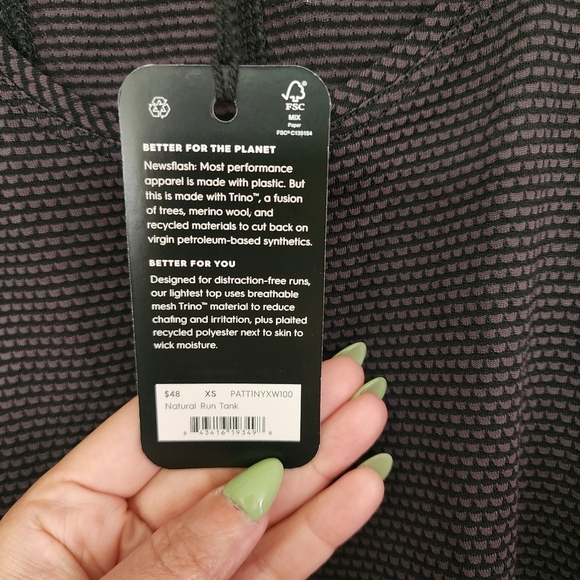 FSC
MIX
Paper
FSC® C135154
BETTER FOR THE PLANET
Newsflash: Most performance
apparel is made with plastic. But
this is made with Trino™, a fusion
of trees, merino wool, and
recycled materials to cut back on
virgin petroleum-based synthetics.
BETTER FOR YOU
Designed for distraction-free runs,
our lightest top uses breathable
mesh Trino™ material to reduce
chafing and irritation, plus plaited
recycled polyester next to skin to
wick moisture.
$48 XS PATT1NYXW100
Natural Run Tank